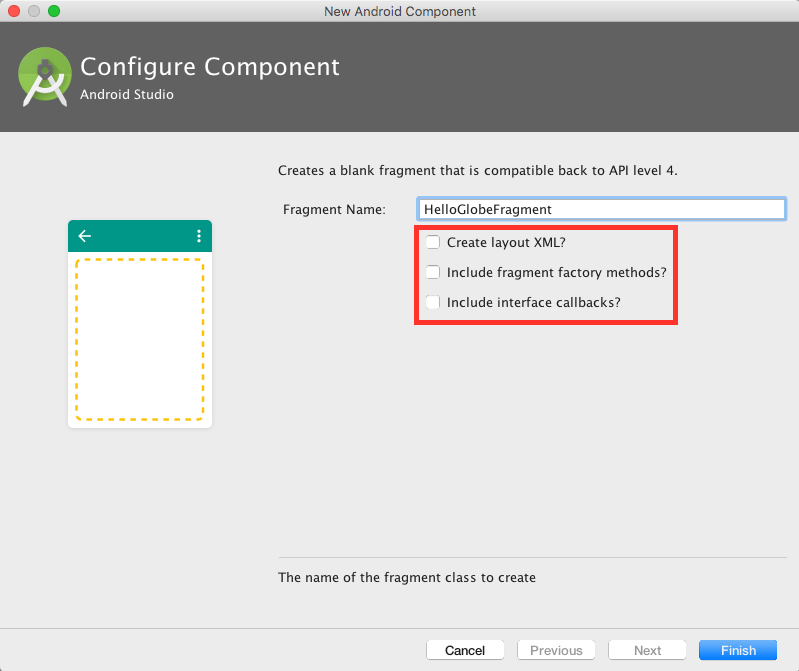 New Android Component
Configure Component
Android Studio
Creates a blank fragment that is compatible back to API level 4.
Fragment Name: HelloGlobeFragment
Create layout XML?
Include fragment factory methods?
Include interface callbacks?
The name of the fragment class to create
Cancel Previous Next Finish